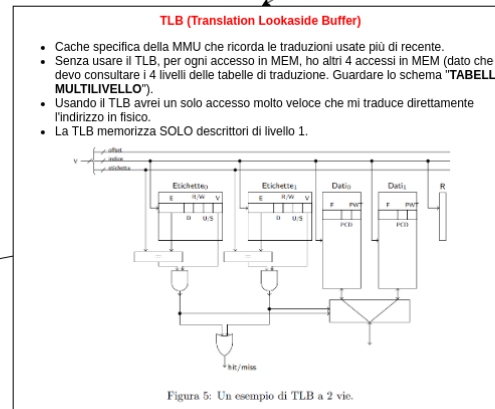 TLB (Translation Lookaside Buffer)
Cache specifica della MMU che ricorda le traduzioni usate più di recente.
Senza usare il TLB, per ogni accesso in MEM, ho altri 4 accessi in MEM (dato che
devo consultare i 4 livelli delle tabelle di traduzione. Guardare lo schema "TABELL
MULTILIVELLO").
Usando il TLB avrei un solo accesso molto veloce che mi traduce direttamente
l'indirizzo in fisico.
La TLB memorizza SOLO descrittori di livello 1.
offset
V indice
etichetta
Etichette0 Etichette1 Dati0 Dati1 R
E R/W V E R/W V F PWT F PWT
D U/S D U/S PCD PCD
= =
hit/miss
Figura 5: Un esempio di TLB a 2 vie.